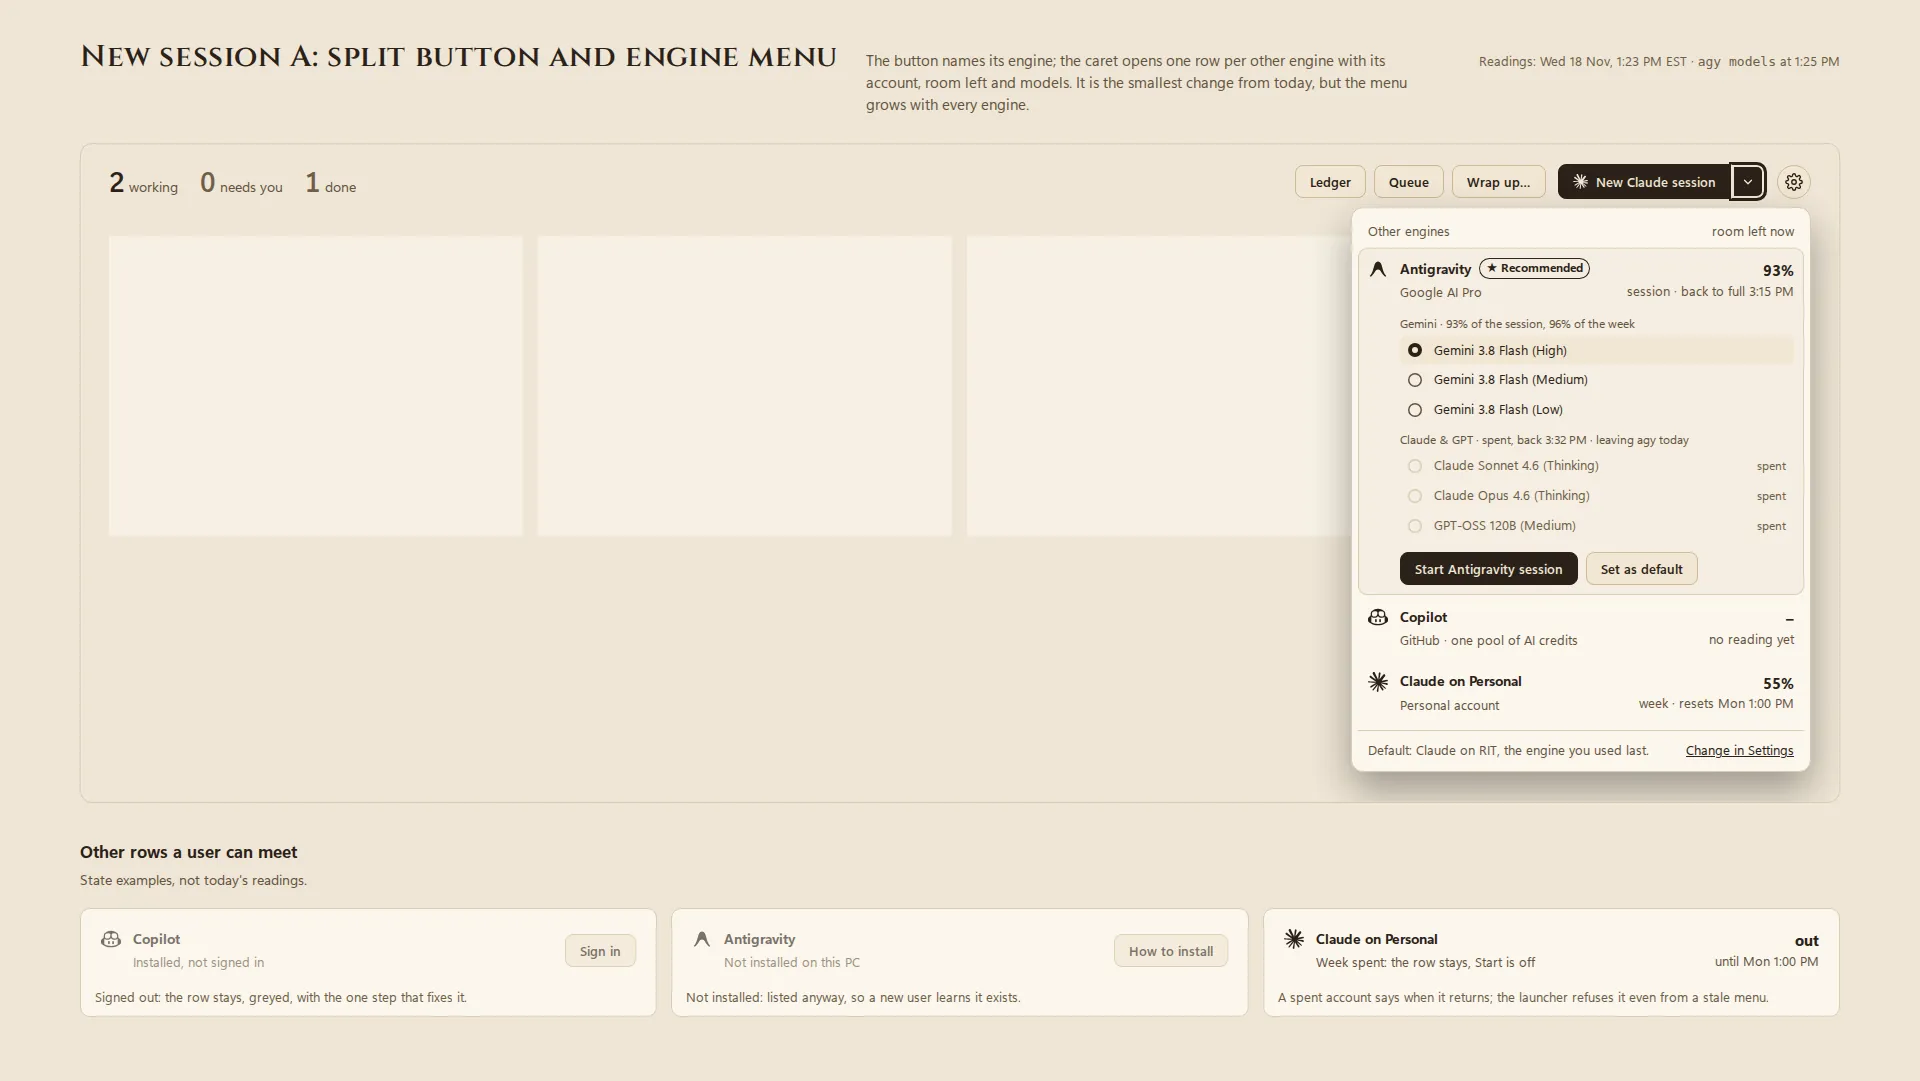 New session A: split button and engine menu
The button names its engine; the caret opens one row per other engine with its
account, room left and models. It is the smallest change from today, but the menu
grows with every engine.
Readings: Wed 18 Nov, 1:23 PM EST · agy models at 1:25 PM
2 working 0 needs you 1 done
Ledger Queue Wrap up... New Claude session
Other engines room left now
Antigravity ★ Recommended 93%
Google AI Pro session · back to full 3:15 PM
Gemini · 93% of the session, 96% of the week
Gemini 3.8 Flash (High)
Gemini 3.8 Flash (Medium)
Gemini 3.8 Flash (Low)
Claude & GPT · spent, back 3:32 PM · leaving agy today
Claude Sonnet 4.6 (Thinking) spent
Claude Opus 4.6 (Thinking) spent
GPT-OSS 120B (Medium) spent
Start Antigravity session Set as default
Copilot –
GitHub · one pool of AI credits no reading yet
Claude on Personal 55%
Personal account week · resets Mon 1:00 PM
Default: Claude on RIT, the engine you used last. Change in Settings
Other rows a user can meet
State examples, not today's readings.
Copilot
Installed, not signed in
Sign in
Signed out: the row stays, greyed, with the one step that fixes it.
Antigravity
Not installed on this PC
How to install
Not installed: listed anyway, so a new user learns it exists.
Claude on Personal out
Week spent: the row stays, Start is off until Mon 1:00 PM
A spent account says when it returns; the launcher refuses it even from a stale menu.